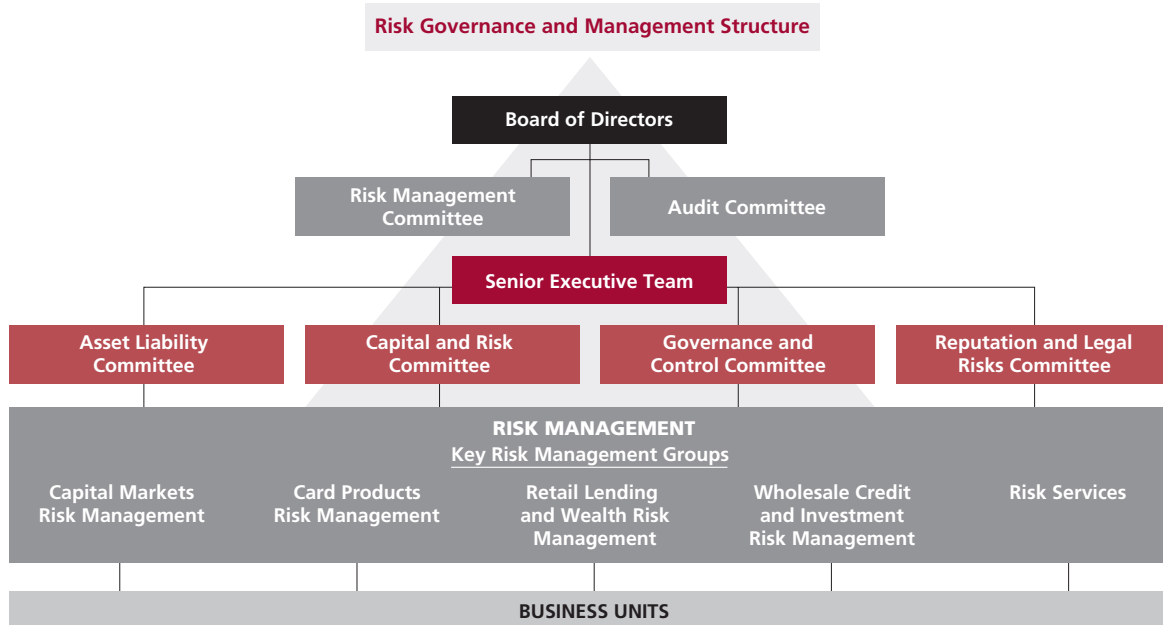 Risk Governance and Management Structure
Board of Directors
Risk Management
Committee
Audit Committee
Senior Executive Team
Asset Liability
Committee
Capital and Risk
Committee
Governance and
Control Committee
Reputation and Legal
Risks Committee
RISK MANAGEMENT
Key Risk Management Groups
Capital Markets
Risk Management
Card Products
Risk Management
Retail Lending
and Wealth Risk
Management
Wholesale Credit
and Investment
Risk Management
Risk Services
BUSINESS UNITS